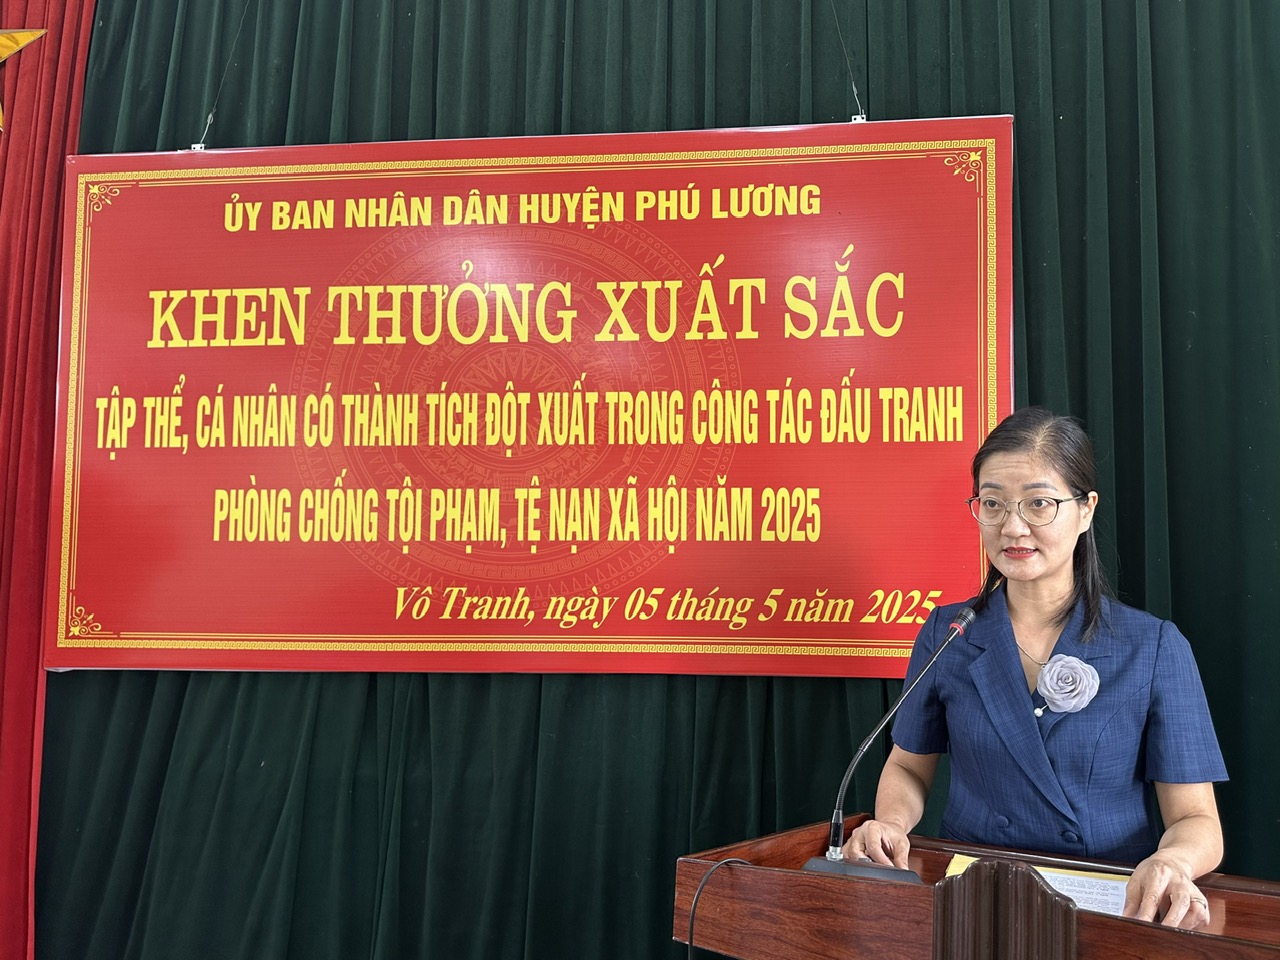 ỦY BAN NHÂN DÂN HUYỆN PHÚ LƯƠNG
KHEN THƯỞNG XUẤT SẮC
TẬP THỂ, CÁ NHÂN CÓ THÀNH TÍCH ĐỘT XUẤT TRONG CÔNG TÁC ĐẤU TRANH
PHÒNG CHỐNG TỘI PHẠM, TỆ NẠN XÃ HỘI NĂM 2025
Vô Tranh, ngày 05 tháng 5 năm 2025